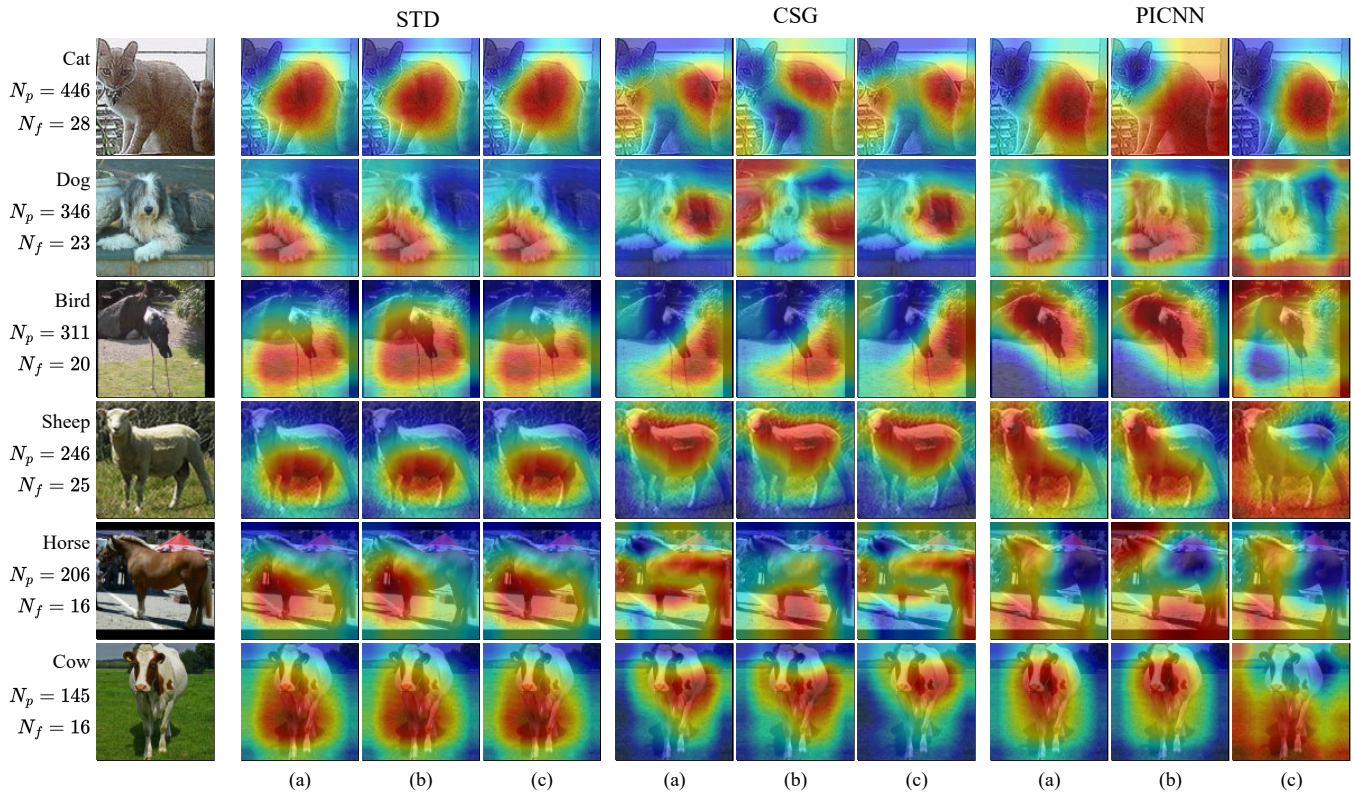 STD CSG PICNN
Cat
N_p = 446
N_f = 28
Dog
N_p = 346
N_f = 23
Bird
N_p = 311
N_f = 20
Sheep
N_p = 246
N_f = 25
Horse
N_p = 206
N_f = 16
Cow
N_p = 145
N_f = 16
(a) (b) (c) (a) (b) (c) (a) (b) (c)